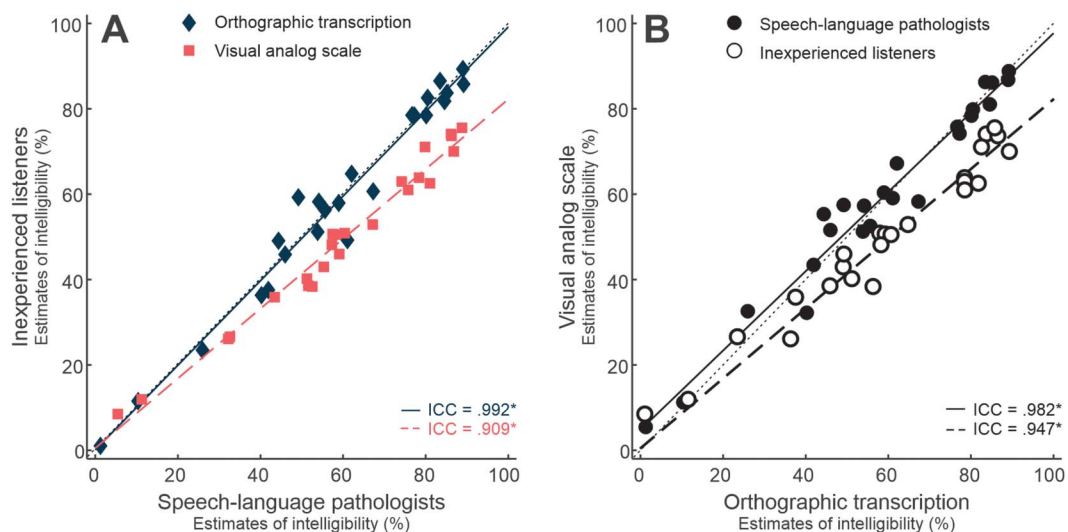 A
Orthographic transcription
Visual analog scale
Inexperienced listeners
Estimates of intelligibility (%)
100
80
60
40
20
0
ICC = .992*
ICC = .909*
0 20 40 60 80 100
Speech-language pathologists
Estimates of intelligibility (%)
B
Speech-language pathologists
Inexperienced listeners
Visual analog scale
Estimates of intelligibility (%)
100
80
60
40
20
0
ICC = .982*
ICC = .947*
0 20 40 60 80 100
Orthographic transcription
Estimates of intelligibility (%)